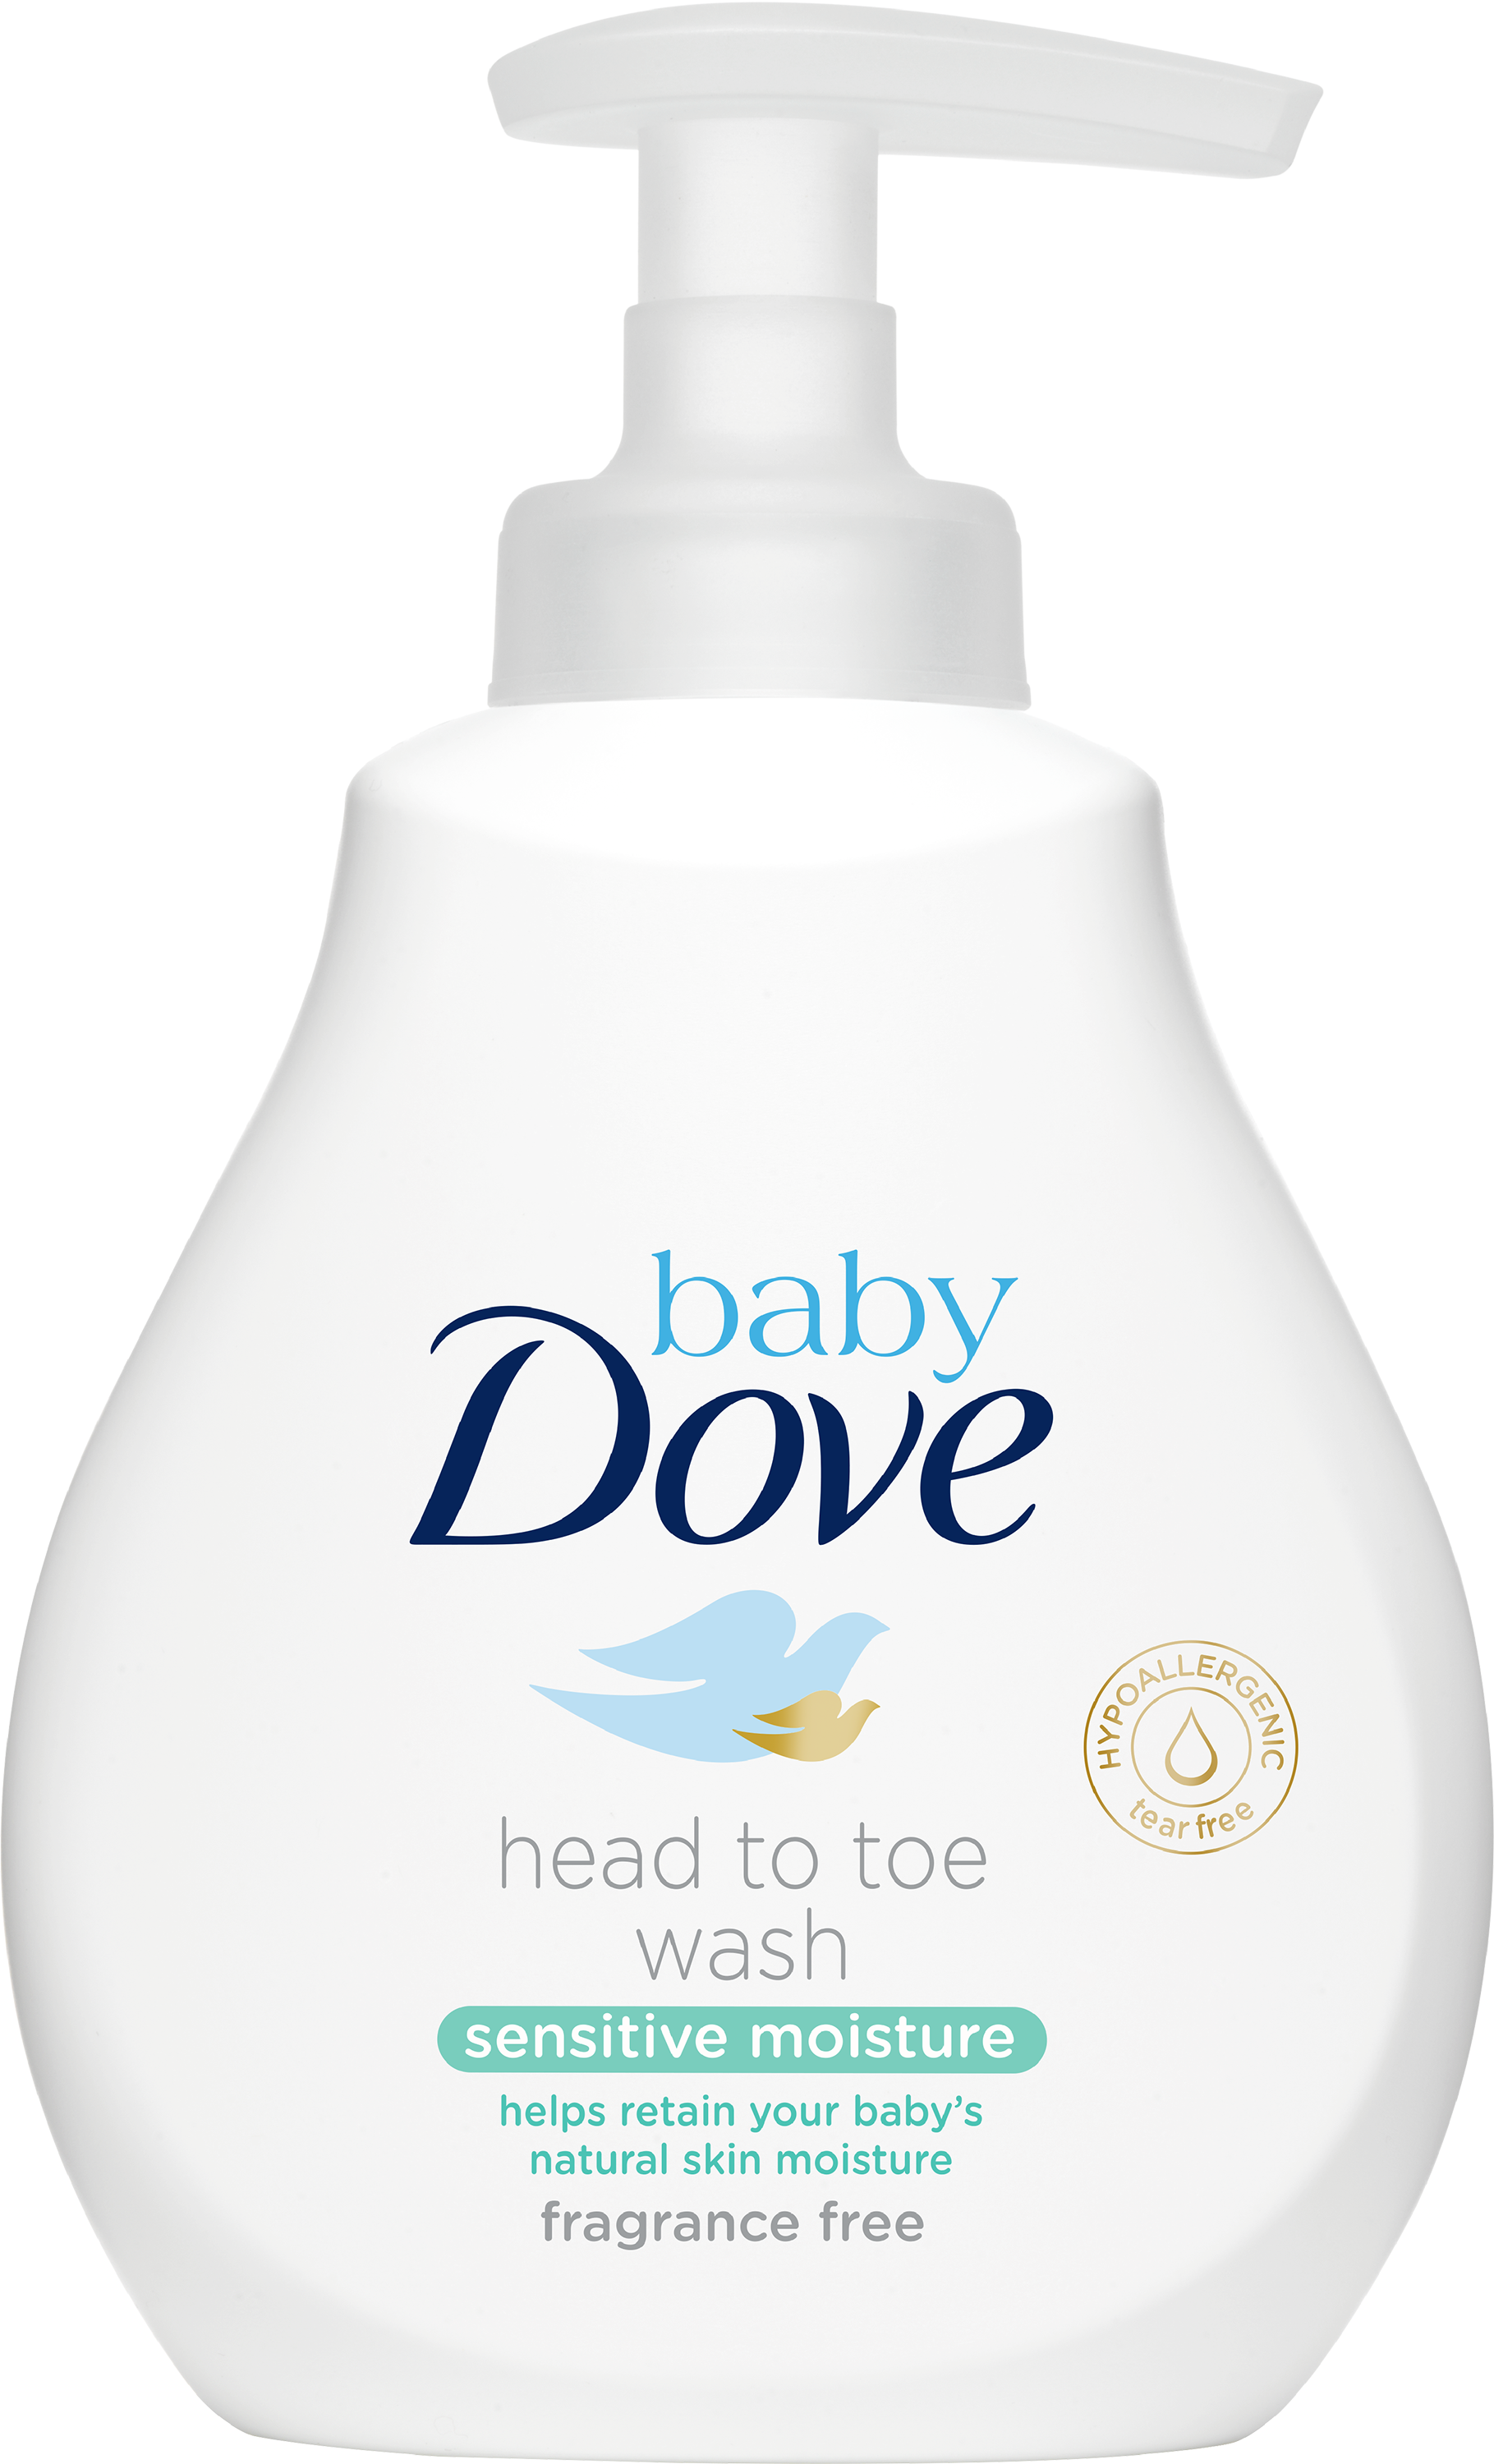 baby
Dove
HYPOALLERGENIC
tear free
head to toe
wash
sensitive moisture
helps retain your baby's
natural skin moisture
fragrance free